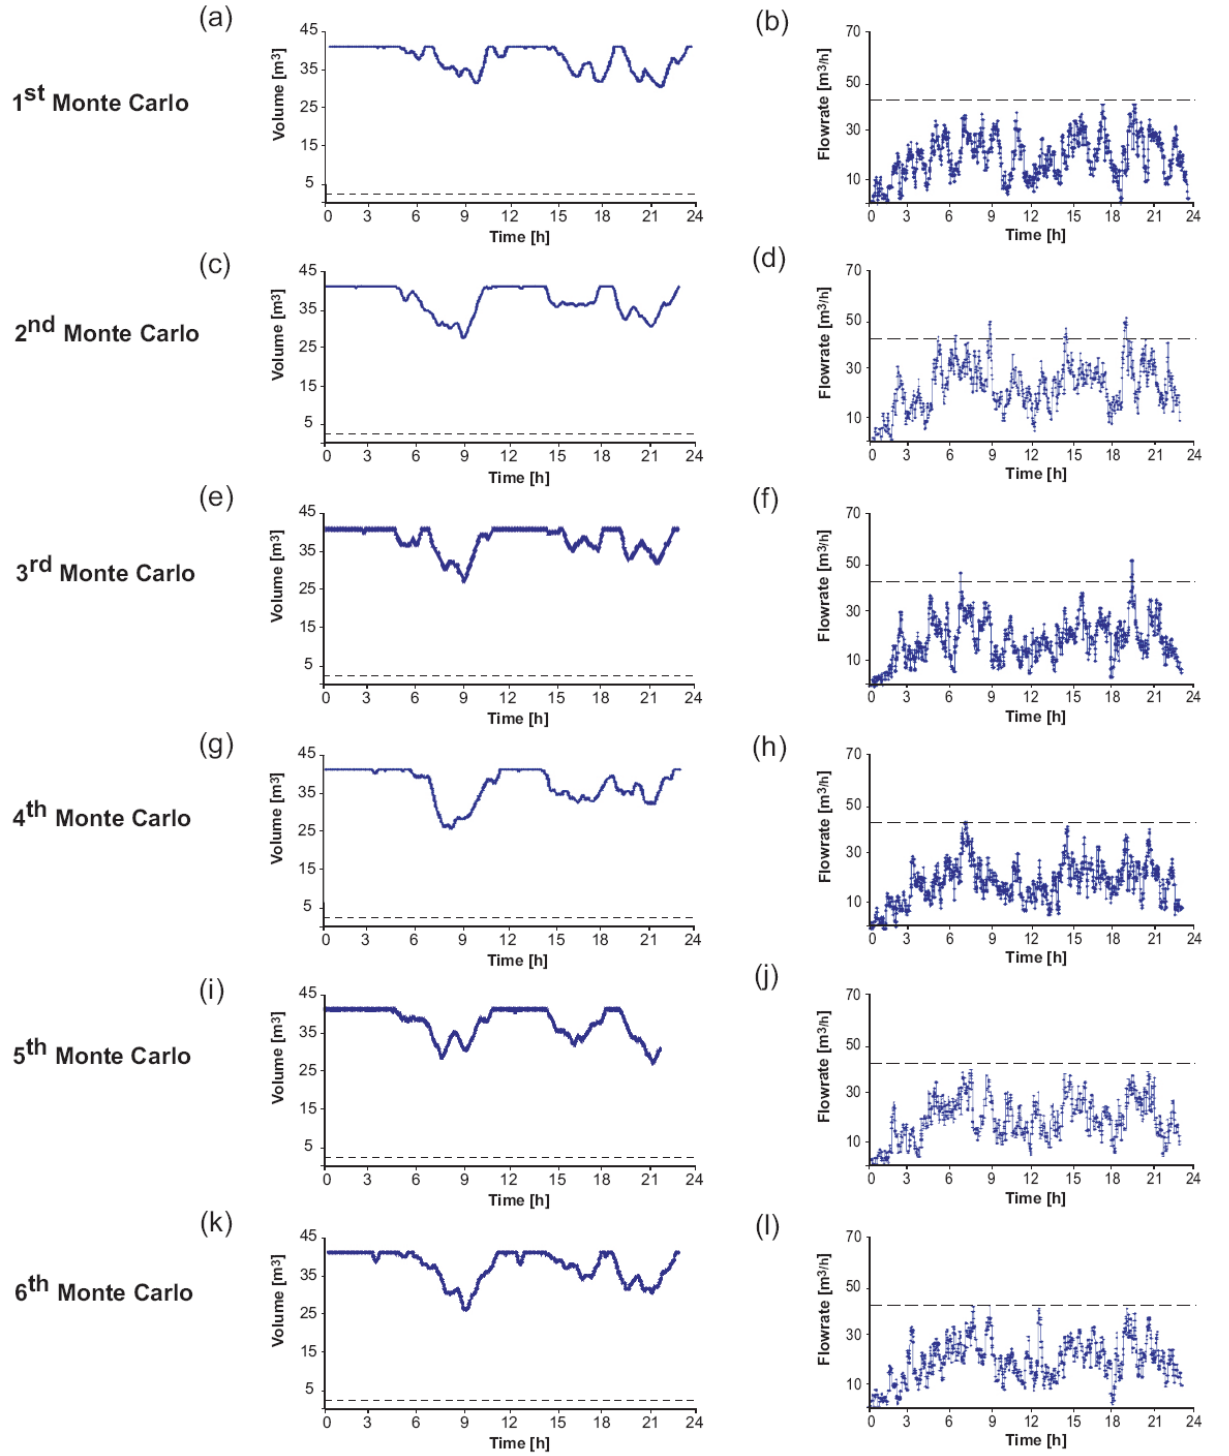 (a)
(b)
1st Monte Carlo
Volume [m3]
45
35
25
15
5
0 3 6 9 12 15 18 21 24
Time [h]
Flowrate [m3/h]
70
50
30
10
0 3 6 9 12 15 18 21 24
Time [h]
(c)
(d)
2nd Monte Carlo
Volume [m3]
45
35
25
15
5
0 3 6 9 12 15 18 21 24
Time [h]
Flowrate [m3/h]
70
50
30
10
0 3 6 9 12 15 18 21 24
Time [h]
(e)
(f)
3rd Monte Carlo
Volume [m3]
45
35
25
15
5
0 3 6 9 12 15 18 21 24
Time [h]
Flowrate [m3/h]
70
50
30
10
0 3 6 9 12 15 18 21 24
Time [h]
(g)
(h)
4th Monte Carlo
Volume [m3]
45
35
25
15
5
0 3 6 9 12 15 18 21 24
Time [h]
Flowrate [m3/h]
70
50
30
10
0 3 6 9 12 15 18 21 24
Time [h]
(i)
(j)
5th Monte Carlo
Volume [m3]
45
35
25
15
5
0 3 6 9 12 15 18 21 24
Time [h]
Flowrate [m3/h]
70
50
30
10
0 3 6 9 12 15 18 21 24
Time [h]
(k)
(l)
6th Monte Carlo
Volume [m3]
45
35
25
15
5
0 3 6 9 12 15 18 21 24
Time [h]
Flowrate [m3/h]
70
50
30
10
0 3 6 9 12 15 18 21 24
Time [h]